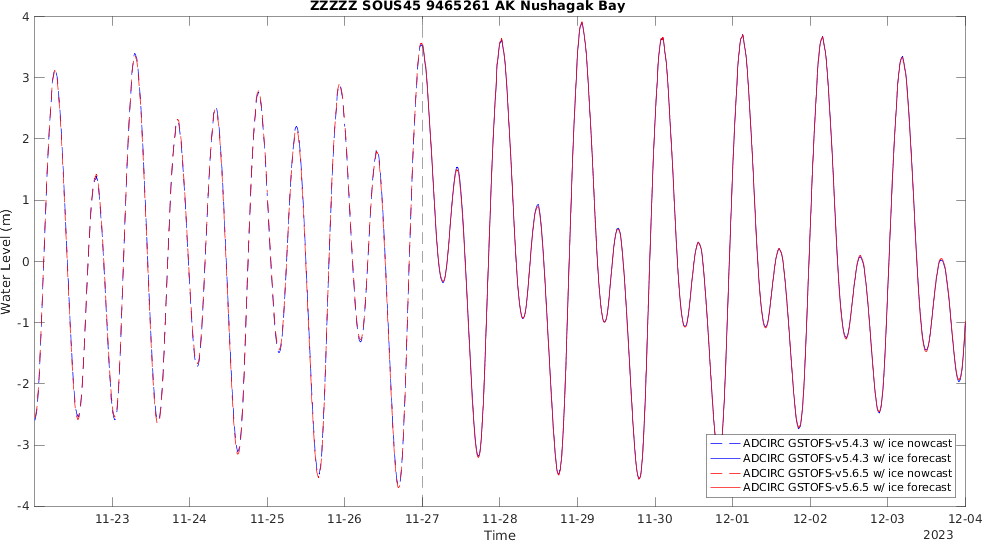 ZZZZZ SOUS45 9465261 AK Nushagak Bay
4
3
2
1
0
-1
-2
-3
-4
Water Level (m)
ADCIRC GSTOFS-v5.4.3 w/ ice nowcast
ADCIRC GSTOFS-v5.4.3 w/ ice forecast
ADCIRC GSTOFS-v5.6.5 w/ ice nowcast
ADCIRC GSTOFS-v5.6.5 w/ ice forecast
11-23 11-24 11-25 11-26 11-27 11-28 11-29 11-30 12-01 12-02 12-03 12-04
Time 2023